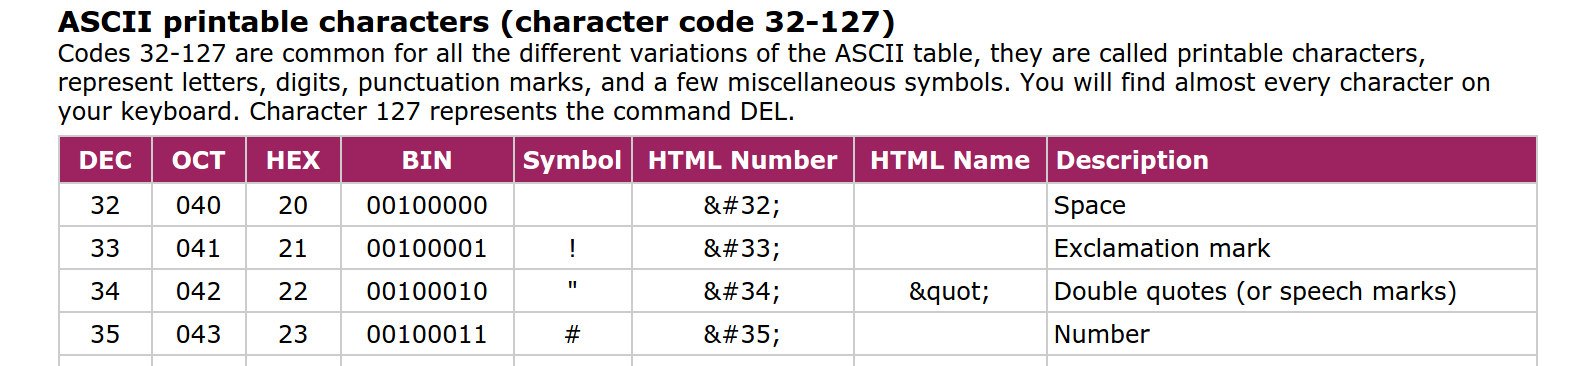 ASCII printable characters (character code 32-127)
Codes 32-127 are common for all the different variations of the ASCII table, they are called printable characters,
represent letters, digits, punctuation marks, and a few miscellaneous symbols. You will find almost every character on
your keyboard. Character 127 represents the command DEL.
DEC OCT HEX BIN Symbol HTML Number HTML Name Description
32 040 20 00100000 &#32; Space
33 041 21 00100001 ! &#33; Exclamation mark
34 042 22 00100010 " &#34; &quot; Double quotes (or speech marks)
35 043 23 00100011 # &#35; Number